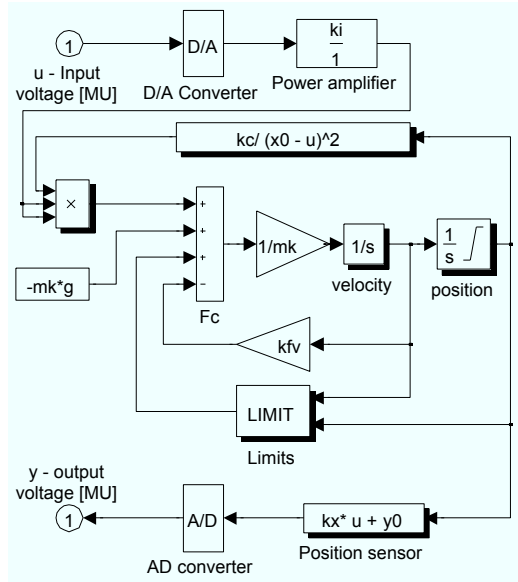 1
D/A
ki
1
u - Input
voltage [MU]
D/A Converter
Power amplifier
kc/ (x0 - u)^2
×
+
+
+
−
1/mk
1/s
1
s
velocity
position
-mk*g
Fc
kfv
LIMIT
Limits
y - output
voltage [MU]
1
A/D
kx* u + y0
AD converter
Position sensor